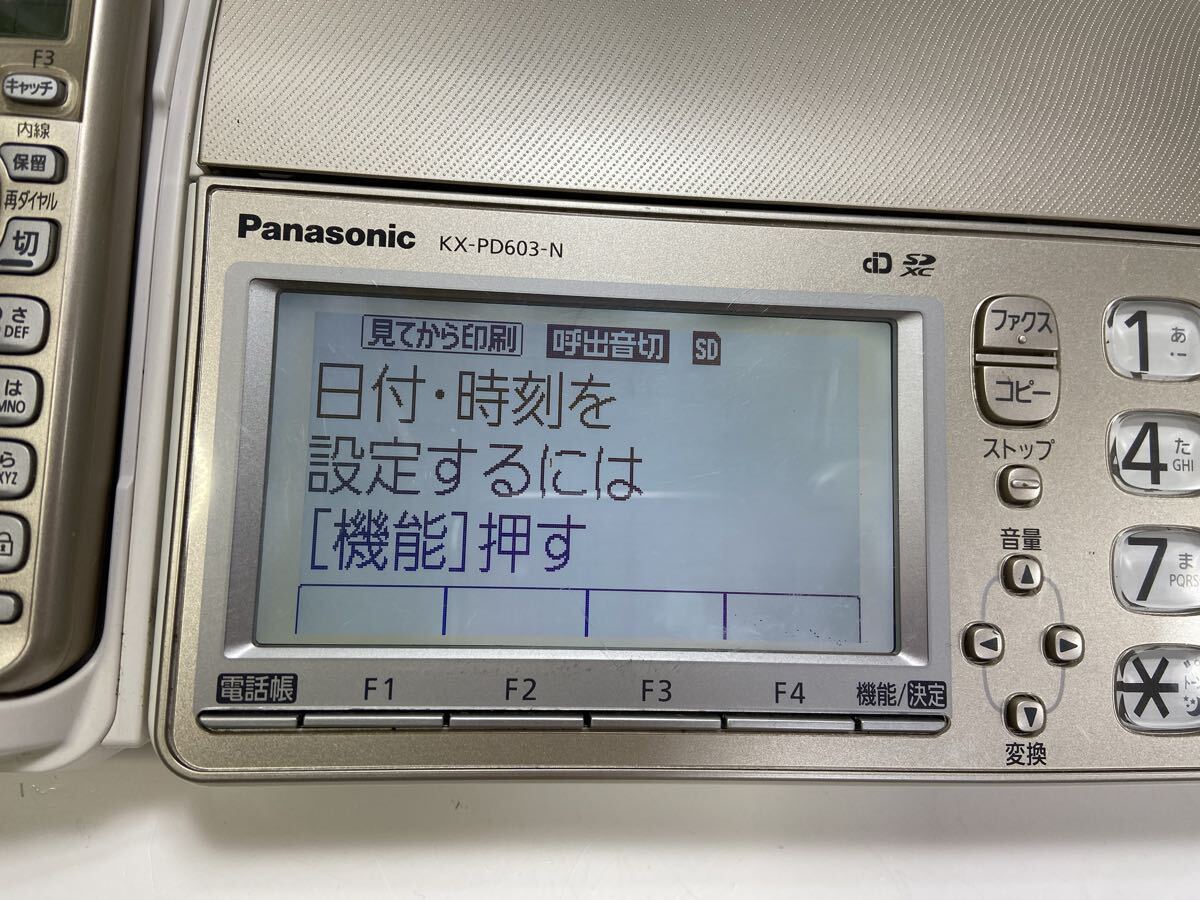 F3
キャッチ
内線
保留
再ダイヤル
切
さ
DEF
は
MNO
ら
XYZ
Panasonic KX-PD603-N
SD
XC
見てから印刷 呼出音切 SD
日付・時刻を
設定するには
[機能]押す
電話帳 F1 F2 F3 F4 機能/決定
ファクス
コピー
ストップ
音量
変換
1 あ
4 た
GHI
7 ま
PQRS